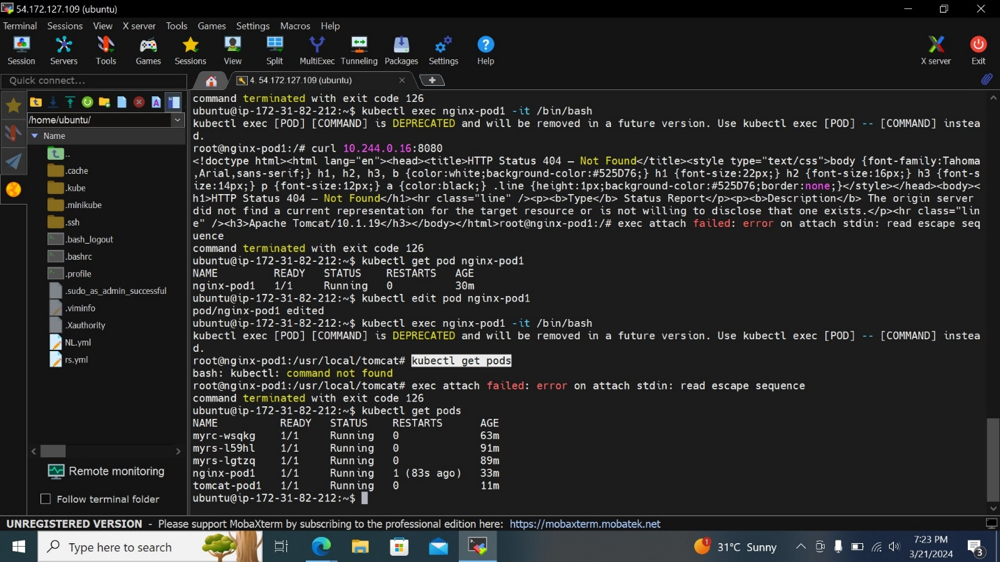 54.172.127.109 (ubuntu)
Terminal Sessions View X server Tools Games Settings Macros Help
Session Servers Tools Games Sessions View Split MultiExec Tunneling Packages Settings Help X server Exit
Quick connect...
4. 54.172.127.109 (ubuntu)
/home/ubuntu/
Name
..
.cache
.kube
.minikube
.ssh
.bash_logout
.bashrc
.profile
.sudo_as_admin_successful
.viminfo
.Xauthority
NL.yml
rs.yml
Remote monitoring
Follow terminal folder
command terminated with exit code 126
ubuntu@ip-172-31-82-212:~$ kubectl exec nginx-pod1 -it /bin/bash
kubectl exec [POD] [COMMAND] is DEPRECATED and will be removed in a future version. Use kubectl exec [POD] -- [COMMAND] instea
d.
root@nginx-pod1:/# curl 10.244.0.16:8080
<!doctype html><html lang="en"><head><title>HTTP Status 404 – Not Found</title><style type="text/css">body {font-family:Tahoma
,Arial,sans-serif;} h1, h2, h3, b {color:white;background-color:#525D76;} h1 {font-size:22px;} h2 {font-size:16px;} h3 {font-s
ize:14px;} p {font-size:12px;} a {color:black;} .line {height:1px;background-color:#525D76;border:none;}</style></head><body><
h1>HTTP Status 404 – Not Found</h1><hr class="line" /><p><b>Type</b> Status Report</p><p><b>Description</b> The origin server
did not find a current representation for the target resource or is not willing to disclose that one exists.</p><hr class="lin
e" /><h3>Apache Tomcat/10.1.19</h3></body></html>root@nginx-pod1:/# exec attach failed: error on attach stdin: read escape seq
uence
command terminated with exit code 126
ubuntu@ip-172-31-82-212:~$ kubectl get pod nginx-pod1
NAME READY STATUS RESTARTS AGE
nginx-pod1 1/1 Running 0 30m
ubuntu@ip-172-31-82-212:~$ kubectl edit pod nginx-pod1
pod/nginx-pod1 edited
ubuntu@ip-172-31-82-212:~$ kubectl exec nginx-pod1 -it /bin/bash
kubectl exec [POD] [COMMAND] is DEPRECATED and will be removed in a future version. Use kubectl exec [POD] -- [COMMAND] instea
d.
root@nginx-pod1:/usr/local/tomcat# kubectl get pods
bash: kubectl: command not found
root@nginx-pod1:/usr/local/tomcat# exec attach failed: error on attach stdin: read escape sequence
command terminated with exit code 126
ubuntu@ip-172-31-82-212:~$ kubectl get pods
NAME READY STATUS RESTARTS AGE
myrc-wsqkg 1/1 Running 0 63m
myrs-l59hl 1/1 Running 0 91m
myrs-lgtzq 1/1 Running 0 89m
nginx-pod1 1/1 Running 1 (83s ago) 33m
tomcat-pod1 1/1 Running 0 11m
ubuntu@ip-172-31-82-212:~$
UNREGISTERED VERSION - Please support MobaXterm by subscribing to the professional edition here: https://mobaxterm.mobatek.net
Type here to search
1
31°C Sunny
7:23 PM
3/21/2024
3